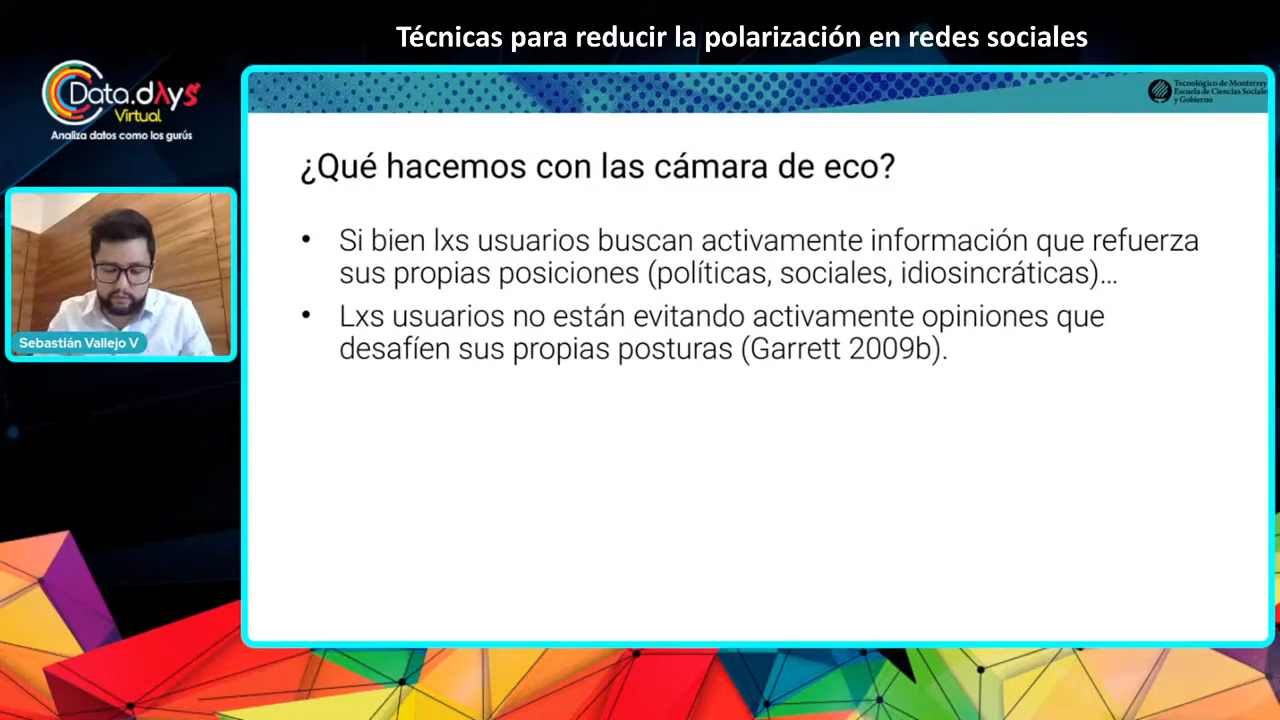 Técnicas para reducir la polarización en redes sociales
Data.dAys
Virtual
Analiza datos como los gurús
Tecnológico de Monterrey
Escuela de Ciencias Sociales
y Gobierno
¿Qué hacemos con las cámara de eco?
• Si bien lxs usuarios buscan activamente información que refuerza
sus propias posiciones (políticas, sociales, idiosincráticas)...
• Lxs usuarios no están evitando activamente opiniones que
desafíen sus propias posturas (Garrett 2009b).
Sebastián Vallejo V